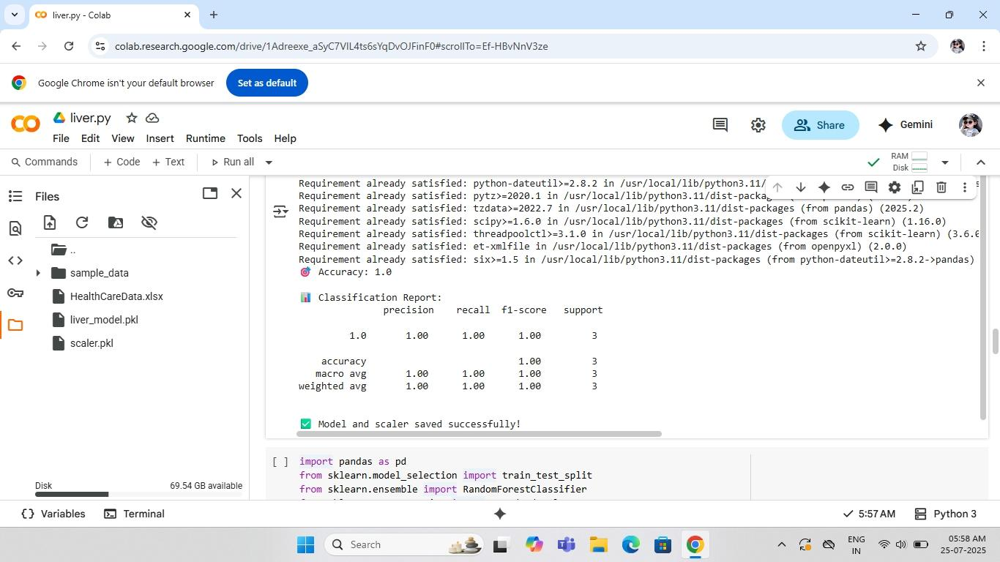 liver.py - Colab
colab.research.google.com/drive/1Adreexe_aSyC7VIL4ts6sYqDvOJFinF0#scrollTo=Ef-HBvNnV3ze
Google Chrome isn't your default browser
Set as default
liver.py
Share
Gemini
File Edit View Insert Runtime Tools Help
Commands
+ Code + Text
Run all
RAM
Disk
Files
..
sample_data
HealthCareData.xlsx
liver_model.pkl
scaler.pkl
Disk 69.54 GB available
Requirement already satisfied: python-dateutil>=2.8.2 in /usr/local/lib/python3.11/
Requirement already satisfied: pytz>=2020.1 in /usr/local/lib/python3.11/dist-packag
Requirement already satisfied: tzdata>=2022.7 in /usr/local/lib/python3.11/dist-packages (from pandas) (2025.2)
Requirement already satisfied: scipy>=1.6.0 in /usr/local/lib/python3.11/dist-packages (from scikit-learn) (1.16.0)
Requirement already satisfied: threadpoolctl>=3.1.0 in /usr/local/lib/python3.11/dist-packages (from scikit-learn) (3.6.0
Requirement already satisfied: et-xmlfile in /usr/local/lib/python3.11/dist-packages (from openpyxl) (2.0.0)
Requirement already satisfied: six>=1.5 in /usr/local/lib/python3.11/dist-packages (from python-dateutil>=2.8.2->pandas)
🎯 Accuracy: 1.0
📊 Classification Report:
precision recall f1-score support
1.0 1.00 1.00 1.00 3
accuracy 1.00 3
macro avg 1.00 1.00 1.00 3
weighted avg 1.00 1.00 1.00 3
✅ Model and scaler saved successfully!
[ ] import pandas as pd
from sklearn.model_selection import train_test_split
from sklearn.ensemble import RandomForestClassifier
Variables
Terminal
5:57 AM
Python 3
Search
ENG
IN
05:58 AM
25-07-2025